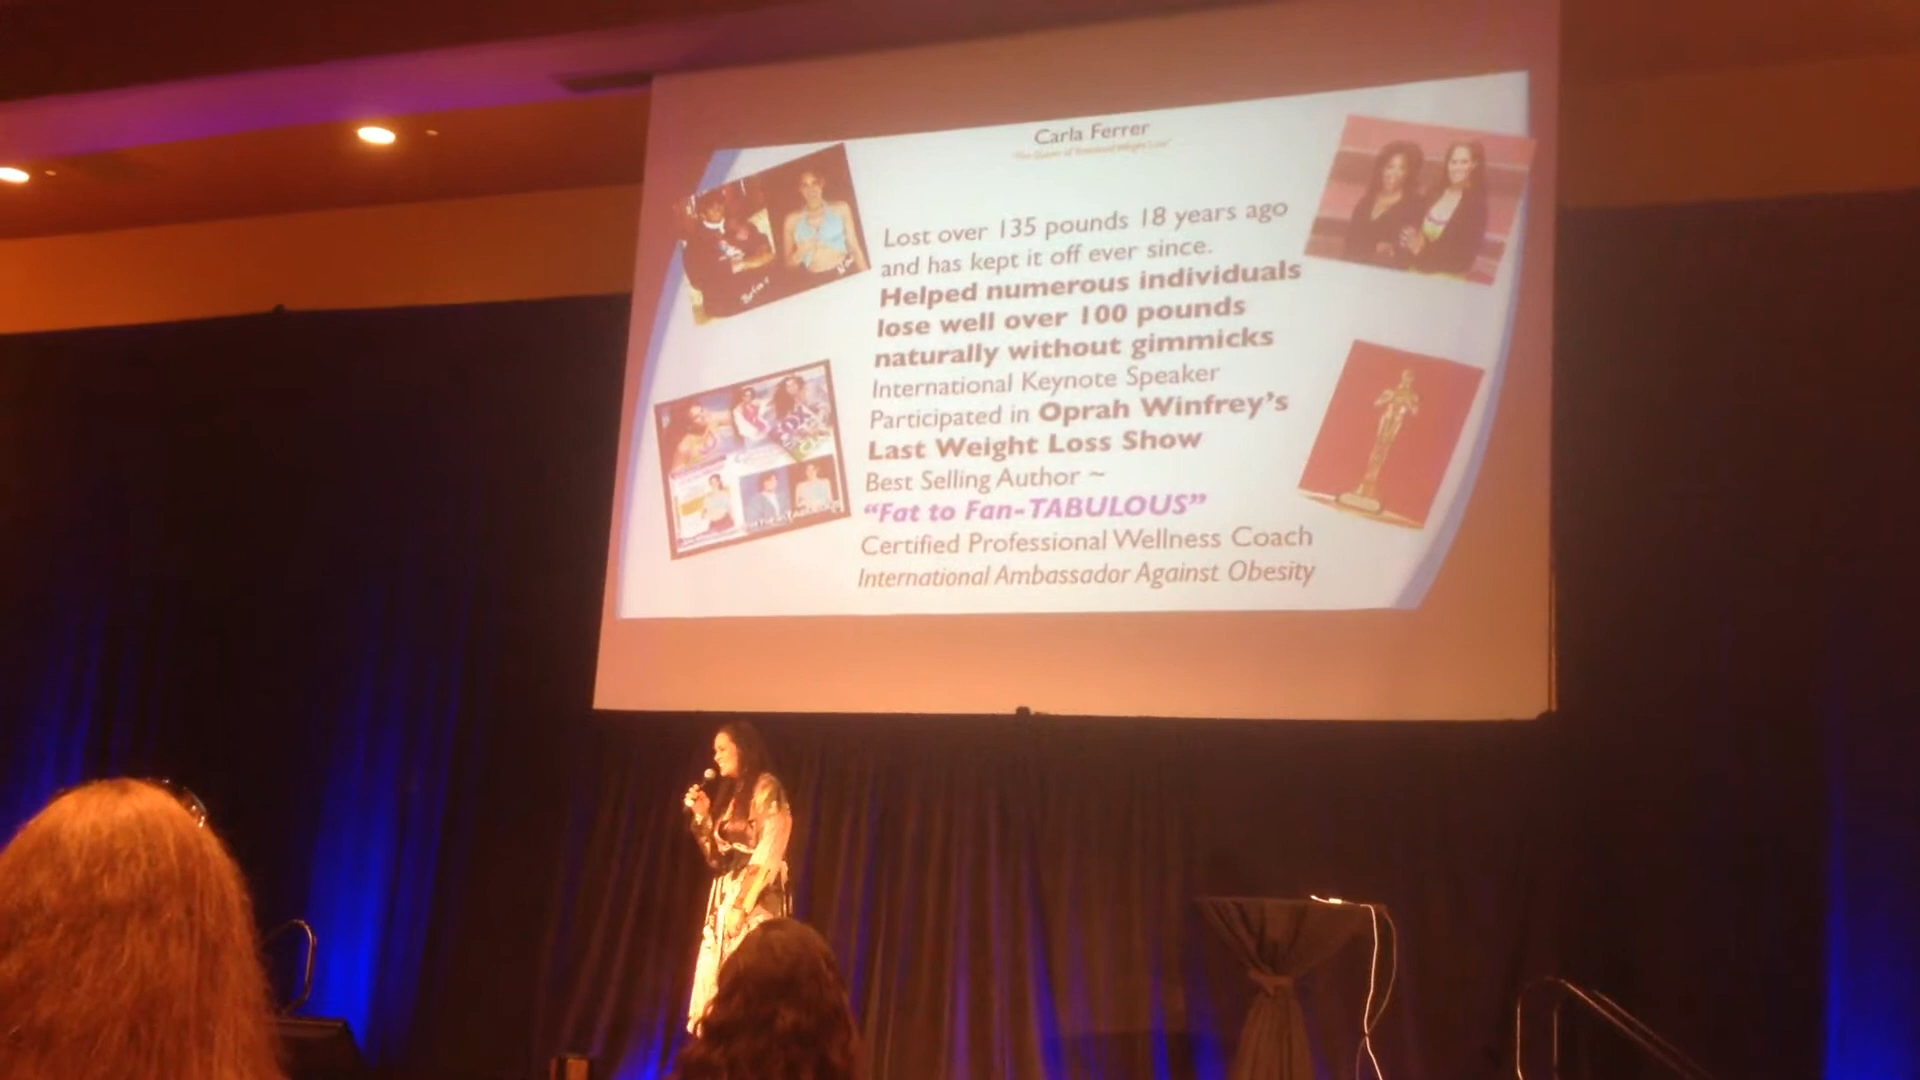 Carla Ferrer
Lost over 135 pounds 18 years ago
and has kept it off ever since.
Helped numerous individuals
lose well over 100 pounds
naturally without gimmicks
International Keynote Speaker
Participated in Oprah Winfrey's
Last Weight Loss Show
Best Selling Author ~
“Fat to Fan-TABULOUS”
Certified Professional Wellness Coach
International Ambassador Against Obesity